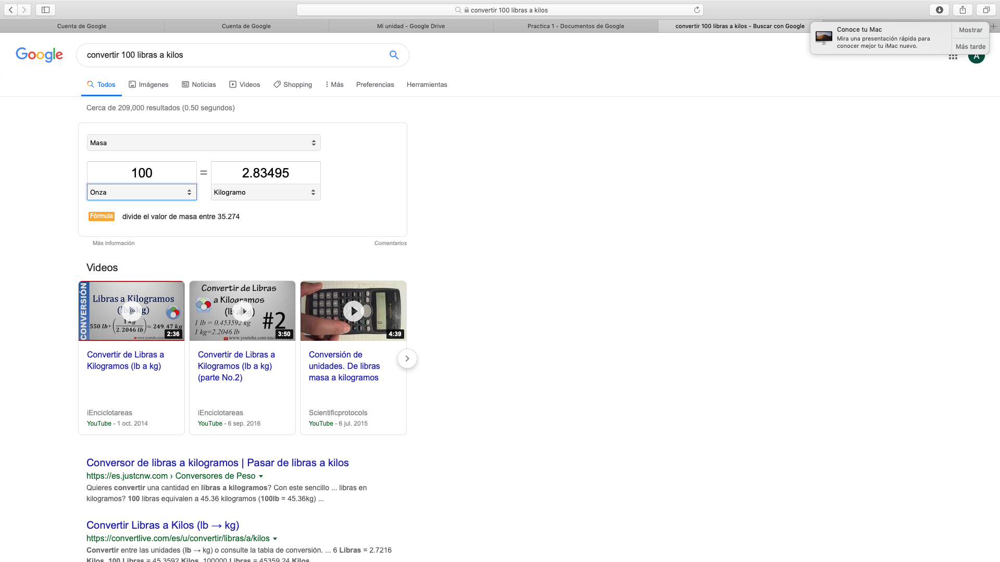 convertir 100 libras a kilos
Cuenta de Google
Cuenta de Google
Mi unidad - Google Drive
Practica 1 - Documentos de Google
convertir 100 libras a kilos - Buscar con Google
Conoce tu Mac
Mira una presentación rápida para
conocer mejor tu iMac nuevo.
Mostrar
Más tarde
Google
convertir 100 libras a kilos
A
Todos
Imágenes
Noticias
Videos
Shopping
Más
Preferencias
Herramientas
Cerca de 209,000 resultados (0.50 segundos)
Masa
100 = 2.83495
Onza
Kilogramo
Fórmula divide el valor de masa entre 35.274
Más información
Comentarios
Videos
CONVERSIÓN
Libras a Kilogramos
(lb a kg)
550 lb* (1 kg / 2.2046 lb) = 249.47 kg
www.youtube.com
2:36
Convertir de Libras
a Kilogramos
(lb a kg)
#2
1 lb = 0.453592 kg
1 kg=2.2046 lb
3:50
4:39
Convertir de Libras a
Kilogramos (lb a kg)
iEnciclotareas
YouTube - 1 oct. 2014
Convertir de Libras a
Kilogramos (lb a kg)
(parte No.2)
iEnciclotareas
YouTube - 6 sep. 2016
Conversión de
unidades. De libras
masa a kilogramos
Scientificprotocols
YouTube - 6 jul. 2015
Conversor de libras a kilogramos | Pasar de libras a kilos
https://es.justcnw.com › Conversores de Peso
Quieres convertir una cantidad en libras a kilogramos? Con este sencillo ... libras en
kilogramos? 100 libras equivalen a 45.36 kilogramos (100lb = 45.36kg) ...
Convertir Libras a Kilos (lb → kg)
https://convertlive.com/es/u/convertir/libras/a/kilos
Convertir entre las unidades (lb → kg) o consulte la tabla de conversión. ... 6 Libras = 2.7216
Kilos. 100 Libras = 45.3592 Kilos. 100000 Libras = 45359.24 Kilos.